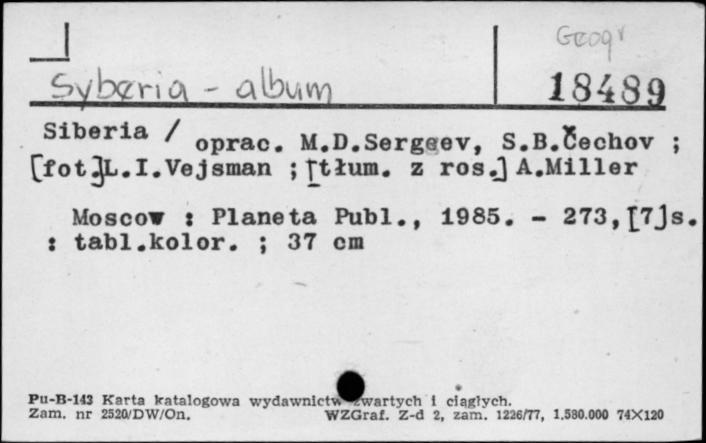 Geogr
Syberia - album
18489
Siberia / oprac. M.D.Sergeev, S.B.Čechov ;
[fot.]L.I.Vejsman ; [tłum. z ros.] A.Miller
Moscow : Planeta Publ., 1985. - 273,[7]s.
: tabl.kolor. ; 37 cm
Pu-B-143 Karta katalogowa wydawnictw zwartych i ciągłych.
Zam. nr 2520/DW/On. WZGraf. Z-d 2, zam. 1226/77, 1.580.000 74X120